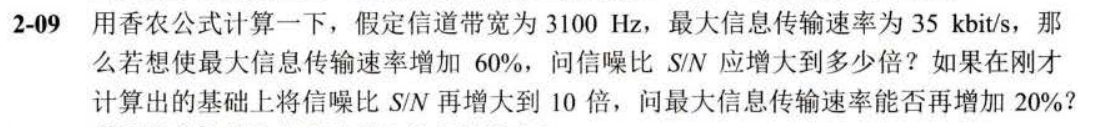 2-09 用香农公式计算一下，假定信道带宽为 3100 Hz，最大信息传输速率为 35 kbit/s，那
么若想使最大信息传输速率增加 60%，问信噪比 S/N 应增大到多少倍？如果在刚才
计算出的基础上将信噪比 S/N 再增大到 10 倍，问最大信息传输速率能否再增加 20%？